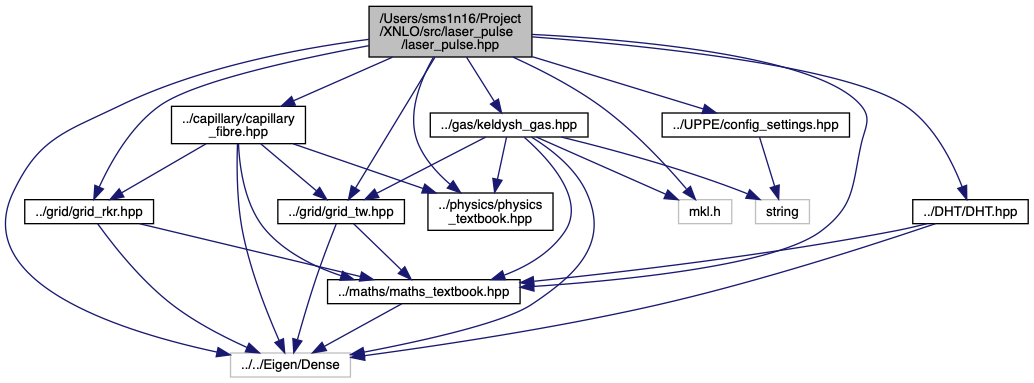 /Users/sms1n16/Project
/XNLO/src/laser_pulse
/laser_pulse.hpp
../capillary/capillary
_fibre.hpp
../gas/keldysh_gas.hpp
../UPPE/config_settings.hpp
../grid/grid_rkr.hpp
../grid/grid_tw.hpp
../physics/physics
_textbook.hpp
mkl.h
string
../DHT/DHT.hpp
../maths/maths_textbook.hpp
../../Eigen/Dense